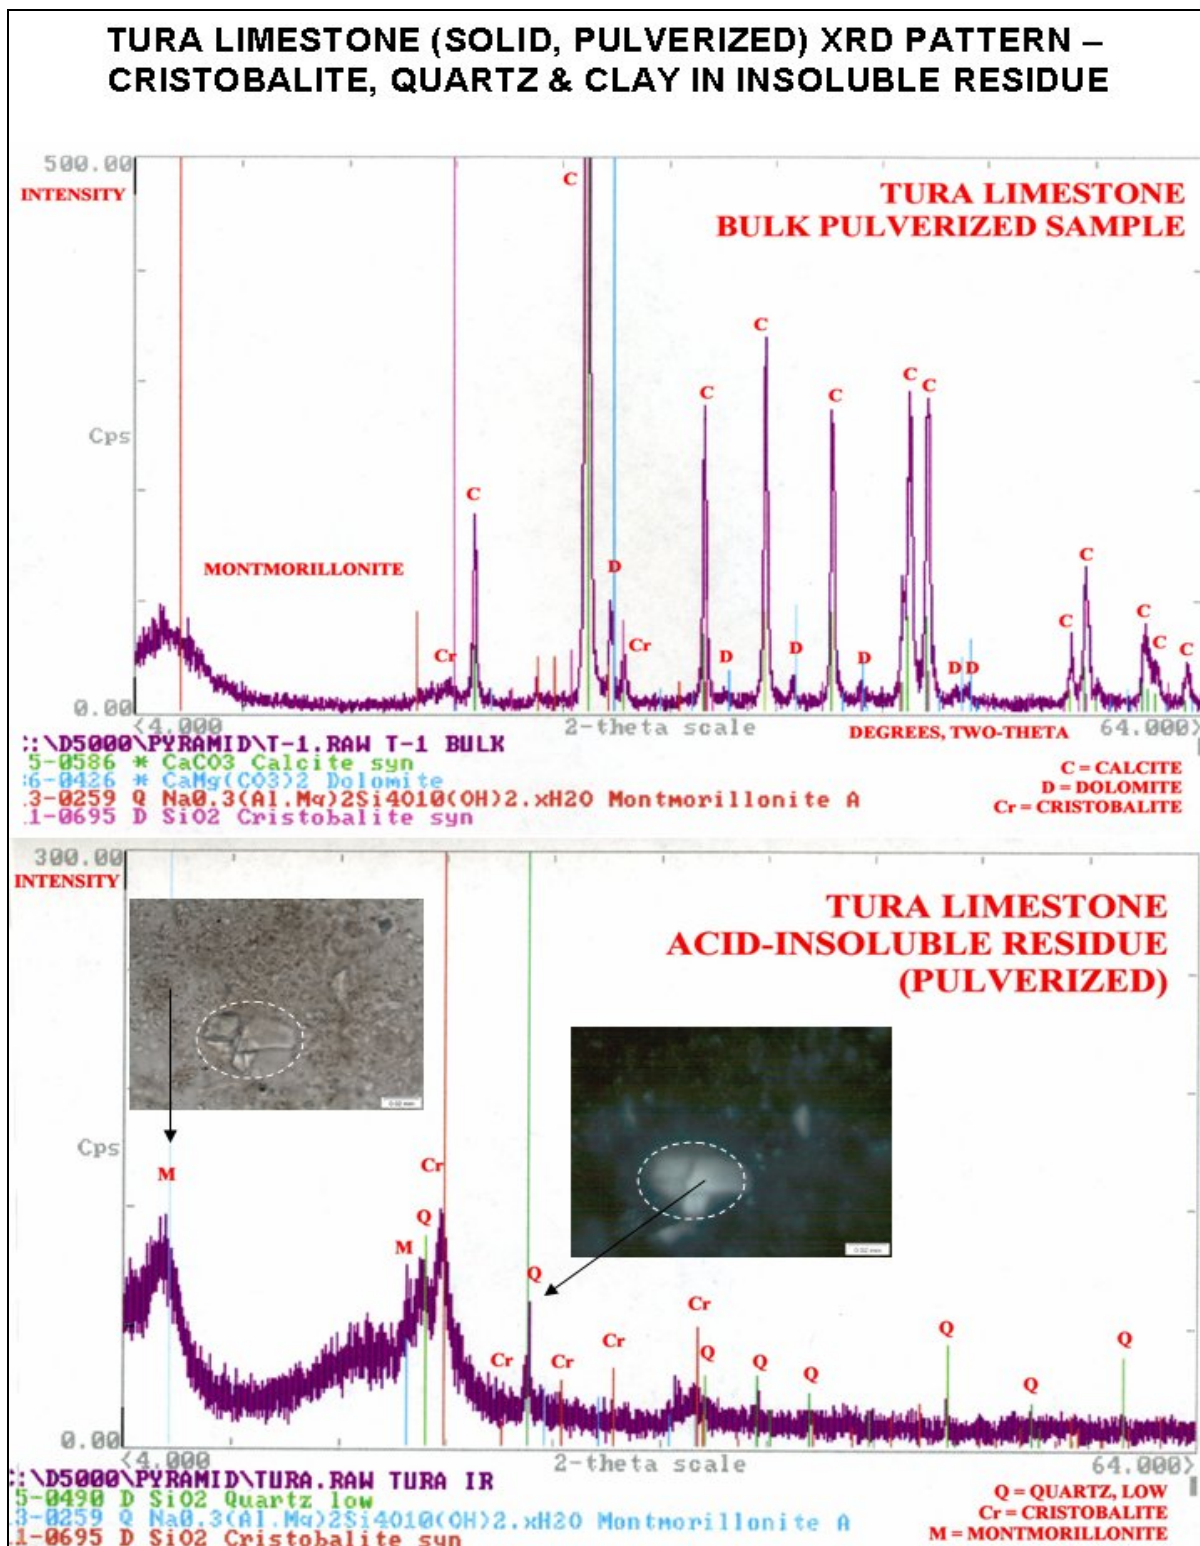 TURA LIMESTONE (SOLID, PULVERIZED) XRD PATTERN –
CRISTOBALITE, QUARTZ & CLAY IN INSOLUBLE RESIDUE
500.00
INTENSITY
C
TURA LIMESTONE
BULK PULVERIZED SAMPLE
C
C
C
C
C
Cps
C
C
MONTMORILLONITE
D
C
C
Cr
Cr
D
D
D
D
D
C
C
0.00
<4.000
2-theta scale
DEGREES, TWO-THETA
64.000>
::\D5000\PYRAMID\T-1.RAW T-1 BULK
5-0586 * CaCO3 Calcite syn
6-0426 * CaMg(CO3)2 Dolomite
.3-0259 Q Na0.3(Al.Mg)2Si4O10(OH)2.xH2O Montmorillonite A
.1-0695 D SiO2 Cristobalite syn
C = CALCITE
D = DOLOMITE
Cr = CRISTOBALITE
300.00
INTENSITY
TURA LIMESTONE
ACID-INSOLUBLE RESIDUE
(PULVERIZED)
0.02 mm
Cps
M
Cr
Q
M
0.02 mm
Q
Cr
Cr
Cr
Cr
Q
Q
Q
Q
Q
Q
0.00
<4.000
2-theta scale
64.000>
::\D5000\PYRAMID\TURA.RAW TURA IR
5-0490 D SiO2 Quartz low
3-0259 Q Na0.3(Al.Mg)2Si4O10(OH)2.xH2O Montmorillonite A
1-0695 D SiO2 Cristobalite syn
Q = QUARTZ, LOW
Cr = CRISTOBALITE
M = MONTMORILLONITE